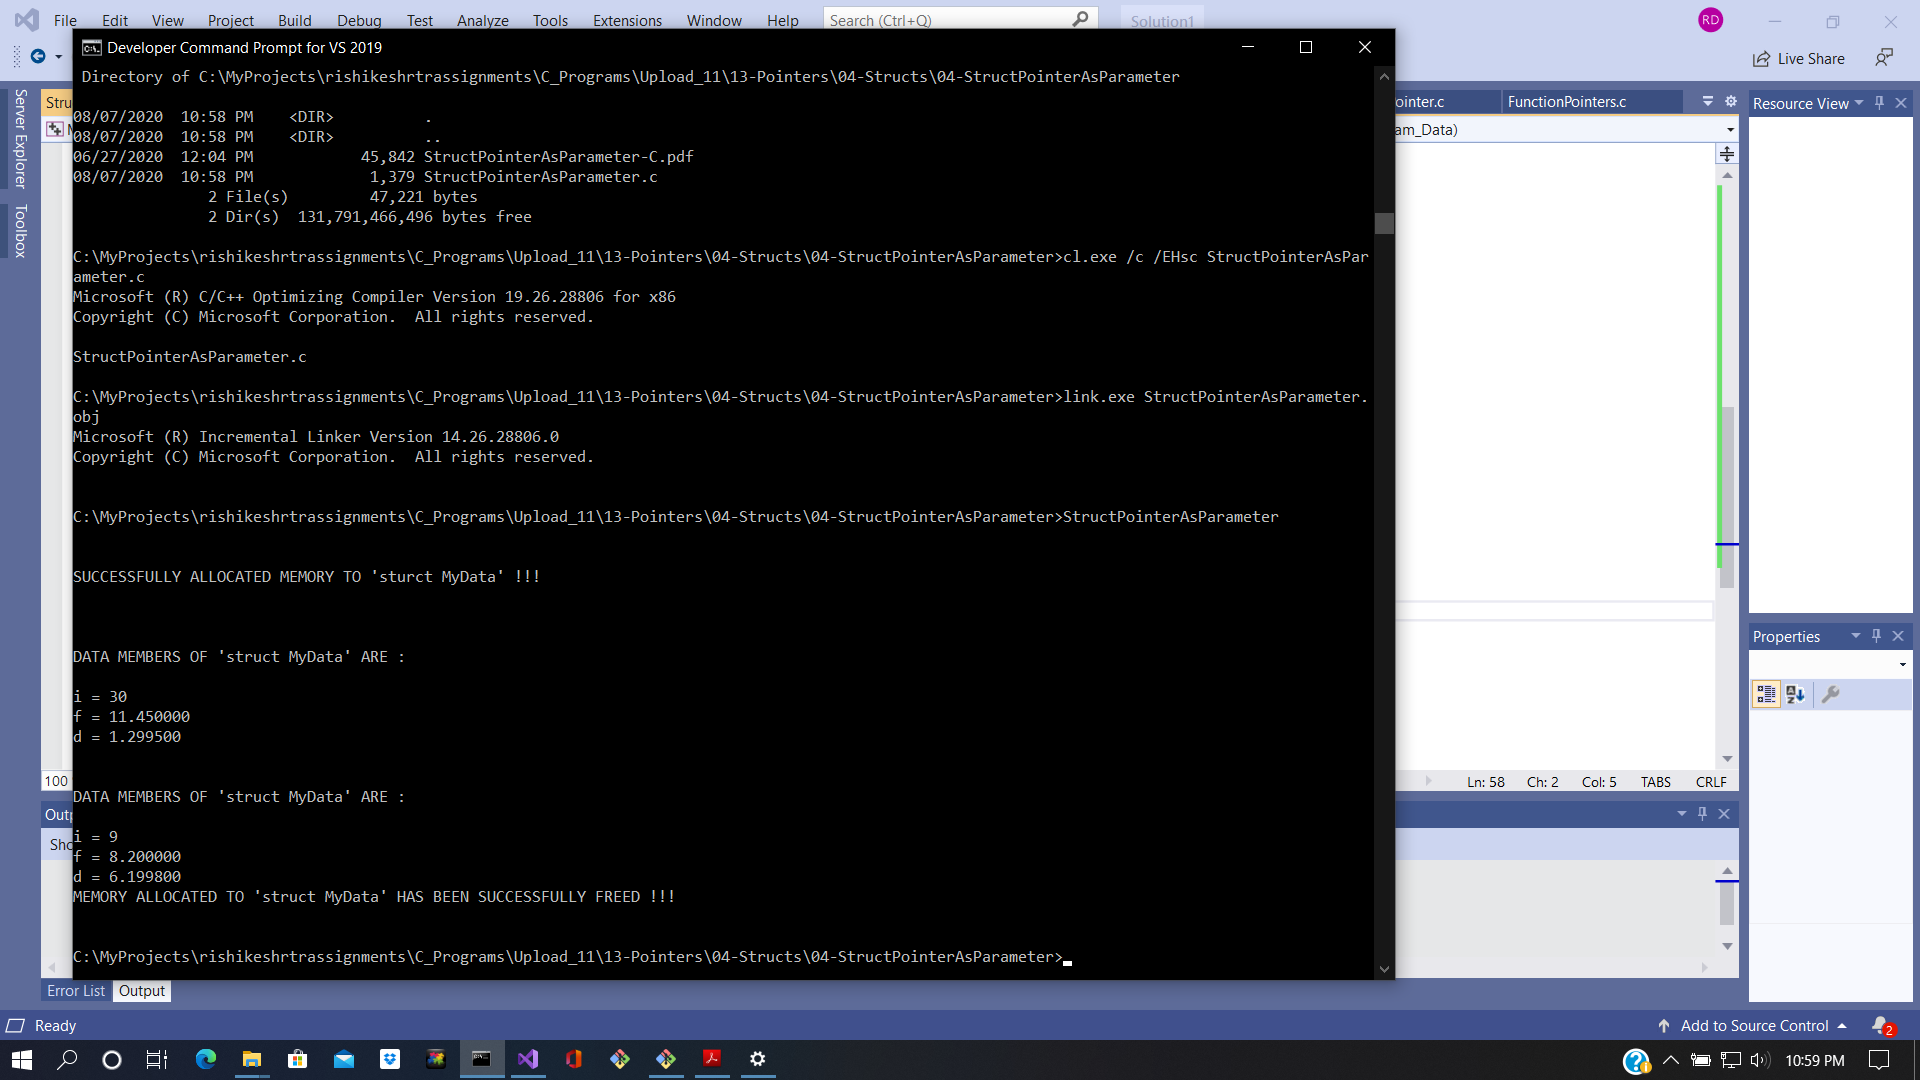 File Edit View Project Build Debug Test Analyze Tools Extensions Window Help Search (Ctrl+Q) Solution1 RD
Live Share
Developer Command Prompt for VS 2019
Server Explorer
Toolbox
Stru
ointer.c FunctionPointers.c
am_Data)
Resource View
Directory of C:\MyProjects\rishikeshrtrassignments\C_Programs\Upload_11\13-Pointers\04-Structs\04-StructPointerAsParameter
08/07/2020  10:58 PM    <DIR>          .
08/07/2020  10:58 PM    <DIR>          ..
06/27/2020  12:04 PM            45,842 StructPointerAsParameter-C.pdf
08/07/2020  10:58 PM             1,379 StructPointerAsParameter.c
2 File(s)         47,221 bytes
2 Dir(s)  131,791,466,496 bytes free
C:\MyProjects\rishikeshrtrassignments\C_Programs\Upload_11\13-Pointers\04-Structs\04-StructPointerAsParameter>cl.exe /c /EHsc StructPointerAsPar
ameter.c
Microsoft (R) C/C++ Optimizing Compiler Version 19.26.28806 for x86
Copyright (C) Microsoft Corporation.  All rights reserved.
StructPointerAsParameter.c
C:\MyProjects\rishikeshrtrassignments\C_Programs\Upload_11\13-Pointers\04-Structs\04-StructPointerAsParameter>link.exe StructPointerAsParameter.
obj
Microsoft (R) Incremental Linker Version 14.26.28806.0
Copyright (C) Microsoft Corporation.  All rights reserved.
C:\MyProjects\rishikeshrtrassignments\C_Programs\Upload_11\13-Pointers\04-Structs\04-StructPointerAsParameter>StructPointerAsParameter
SUCCESSFULLY ALLOCATED MEMORY TO 'sturct MyData' !!!
DATA MEMBERS OF 'struct MyData' ARE :
i = 30
f = 11.450000
d = 1.299500
DATA MEMBERS OF 'struct MyData' ARE :
i = 9
f = 8.200000
d = 6.199800
MEMORY ALLOCATED TO 'struct MyData' HAS BEEN SUCCESSFULLY FREED !!!
C:\MyProjects\rishikeshrtrassignments\C_Programs\Upload_11\13-Pointers\04-Structs\04-StructPointerAsParameter>
Properties
100
Ln: 58 Ch: 2 Col: 5 TABS CRLF
Outp
Sho
Error List Output
Ready
Add to Source Control 2
10:59 PM